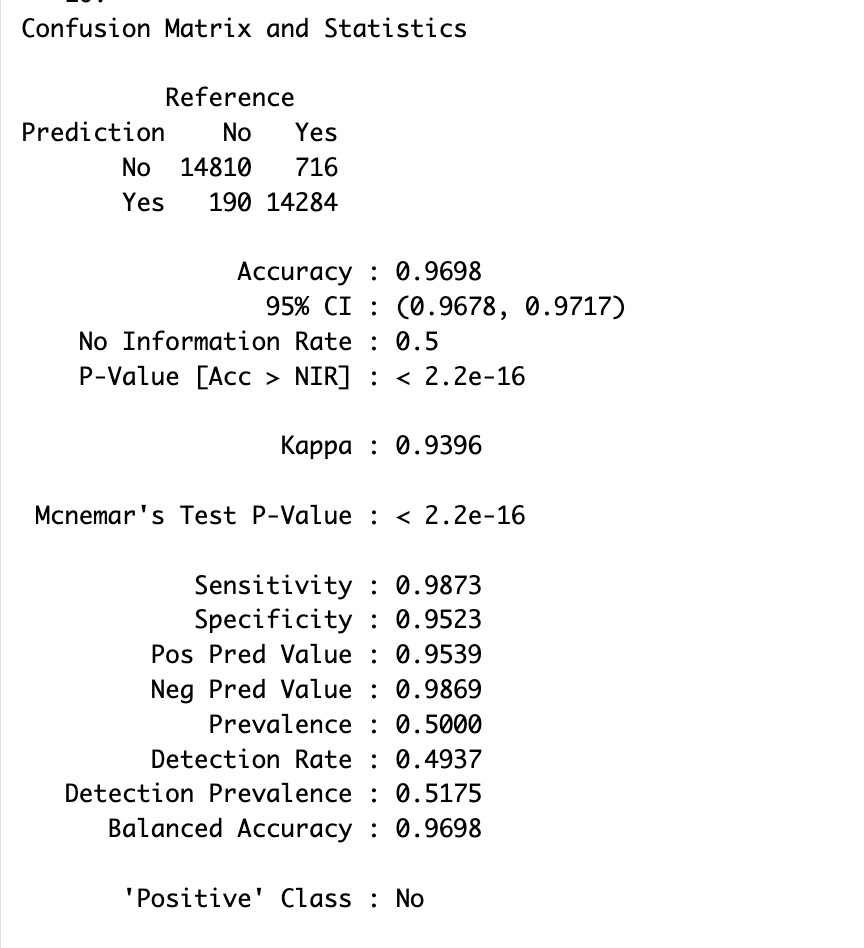 Confusion Matrix and Statistics
Reference
Prediction No Yes
No 14810 716
Yes 190 14284
Accuracy : 0.9698
95% CI : (0.9678, 0.9717)
No Information Rate : 0.5
P-Value [Acc > NIR] : < 2.2e-16
Kappa : 0.9396
Mcnemar's Test P-Value : < 2.2e-16
Sensitivity : 0.9873
Specificity : 0.9523
Pos Pred Value : 0.9539
Neg Pred Value : 0.9869
Prevalence : 0.5000
Detection Rate : 0.4937
Detection Prevalence : 0.5175
Balanced Accuracy : 0.9698
'Positive' Class : No